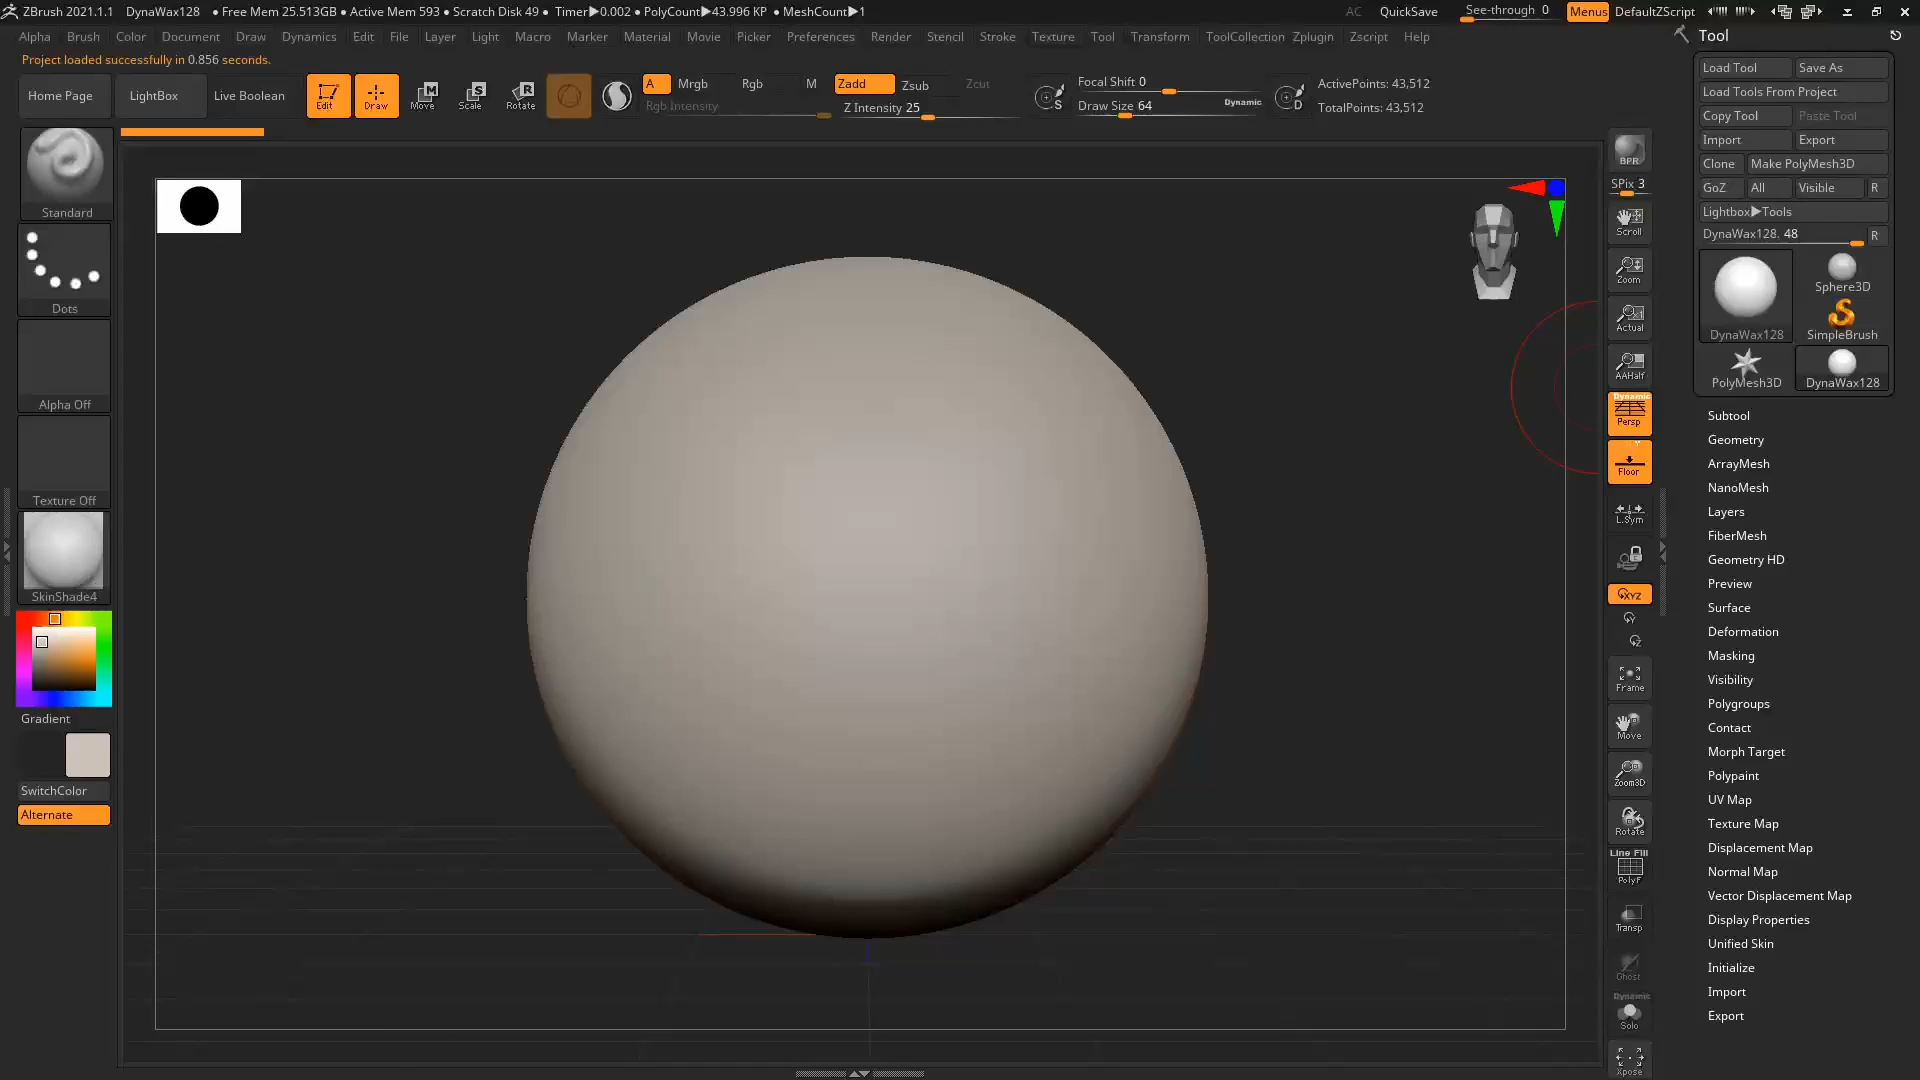 ZBrush 2021.1.1 DynaWax128 • Free Mem 25.513GB • Active Mem 593 • Scratch Disk 49 • Timer▶0.002 • PolyCount▶43.996 KP • MeshCount▶1 AC QuickSave See-through 0 Menus DefaultZScript
Alpha Brush Color Document Draw Dynamics Edit File Layer Light Macro Marker Material Movie Picker Preferences Render Stencil Stroke Texture Tool Transform ToolCollection Zplugin Zscript Help
Project loaded successfully in 0.856 seconds.
Home Page LightBox Live Boolean Edit Draw Move Scale Rotate
A Mrgb Rgb M Zadd Zsub Zcut
Rgb Intensity Z Intensity 25
S Focal Shift 0
Draw Size 64 Dynamic D
ActivePoints: 43,512
TotalPoints: 43,512
Standard
Dots
Alpha Off
Texture Off
SkinShade4
Gradient
SwitchColor
Alternate
BPR
SPix 3
Scroll
Zoom
Actual
AAHalf
Dynamic
Persp
Floor
L.Sym
XYZ
Y
Z
Frame
Move
Zoom3D
Rotate
Line Fill
PolyF
Transp
Ghost
Dynamic
Solo
Xpose
Tool
Load Tool Save As
Load Tools From Project
Copy Tool Paste Tool
Import Export
Clone Make PolyMesh3D
GoZ All Visible R
Lightbox▶Tools
DynaWax128. 48 R
DynaWax128 Sphere3D
SimpleBrush
PolyMesh3D DynaWax128
Subtool
Geometry
ArrayMesh
NanoMesh
Layers
FiberMesh
Geometry HD
Preview
Surface
Deformation
Masking
Visibility
Polygroups
Contact
Morph Target
Polypaint
UV Map
Texture Map
Displacement Map
Normal Map
Vector Displacement Map
Display Properties
Unified Skin
Initialize
Import
Export